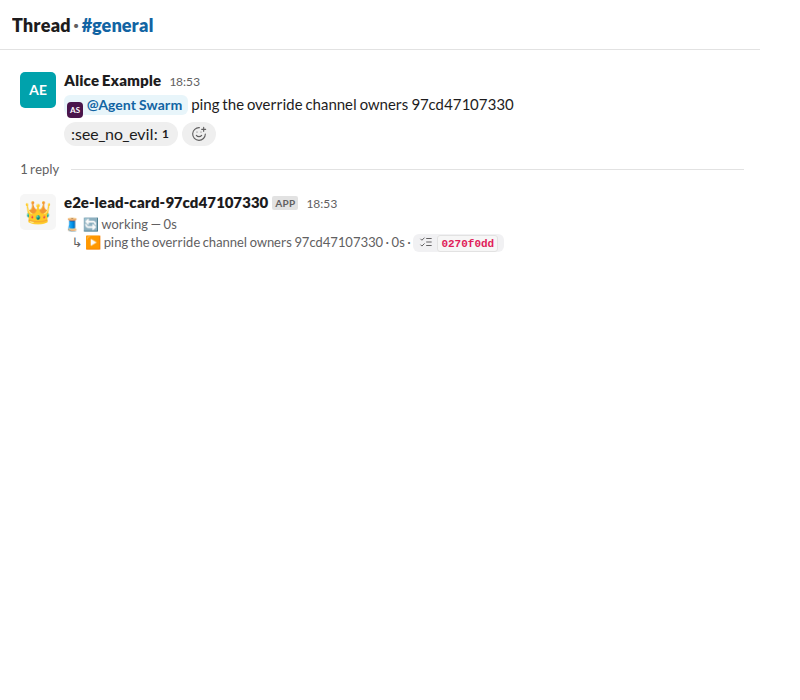 Thread • #general
AE
Alice Example 18:53
AS @Agent Swarm ping the override channel owners 97cd47107330
:see_no_evil: 1
1 reply
e2e-lead-card-97cd47107330 APP 18:53
🧵 🔄 working — 0s
↳ ▶️ ping the override channel owners 97cd47107330 · 0s · 0270f0dd